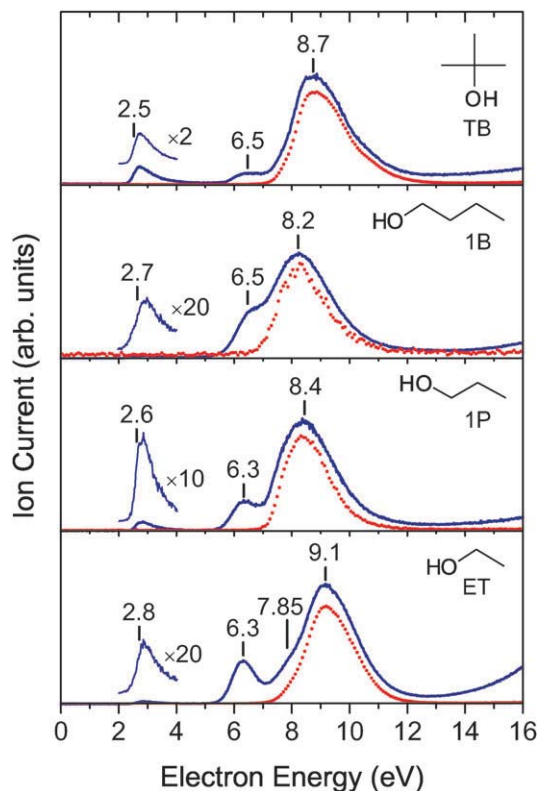 8.7
2.5
×2
6.5
OH
TB
8.2
HO
1B
2.7
6.5
×20
8.4
HO
1P
2.6
6.3
×10
9.1
HO
ET
7.85
2.8
6.3
×20
0 2 4 6 8 10 12 14 16
Electron Energy (eV)
Ion Current (arb. units)